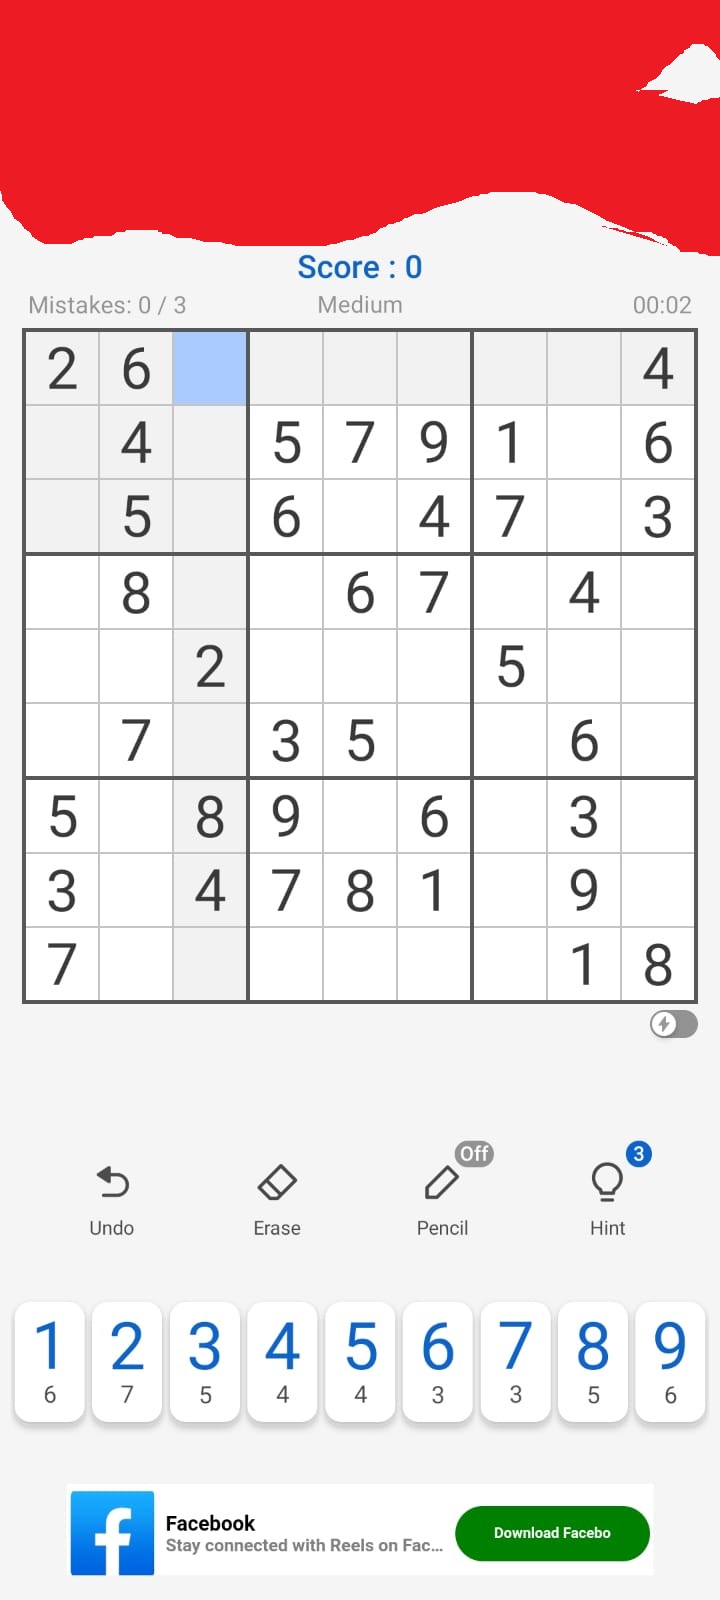 Score : 0
Mistakes: 0 / 3 Medium 00:02
2 6 4
4 5 7 9 1 6
5 6 4 7 3
8 6 7 4
2 5
7 3 5 6
5 8 9 6 3
3 4 7 8 1 9
7 1 8
Off 3
Undo Erase Pencil Hint
1 2 3 4 5 6 7 8 9
6 7 5 4 4 3 3 5 6
Facebook
Stay connected with Reels on Fac...
Download Facebo